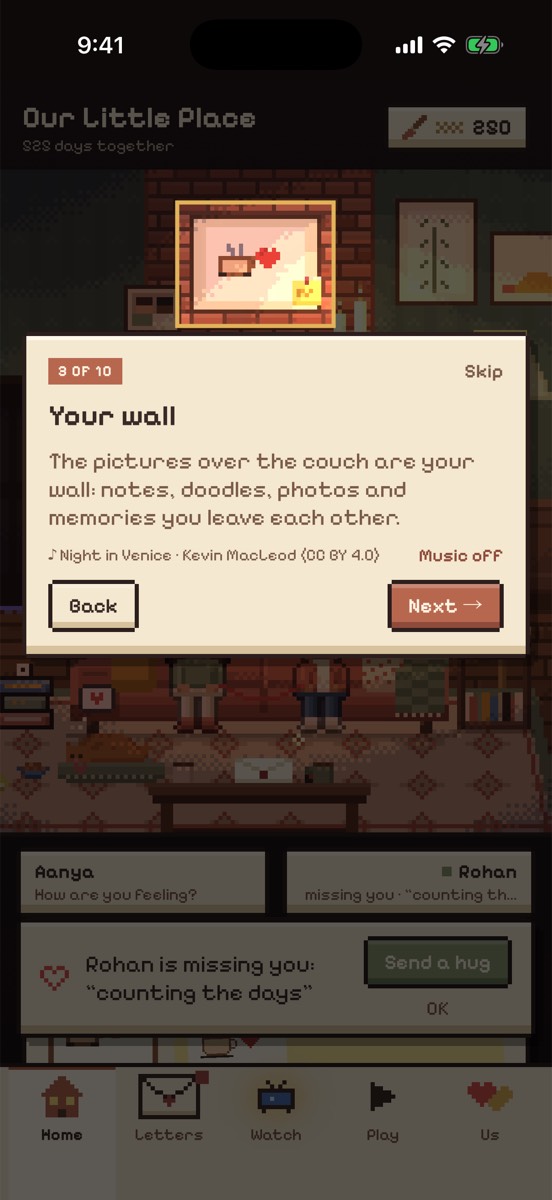 9:41
Our Little Place
828 days together
220
9 OF 10
Skip
Your wall
The pictures over the couch are your
wall: notes, doodles, photos and
memories you leave each other.
♪ Night in Venice · Kevin MacLeod (CC BY 4.0)
Music off
Back
Next →
Aanya
How are you feeling?
Rohan
missing you · “counting th...
Rohan is missing you:
“counting the days”
Send a hug
OK
Home
Letters
Watch
Play
Us